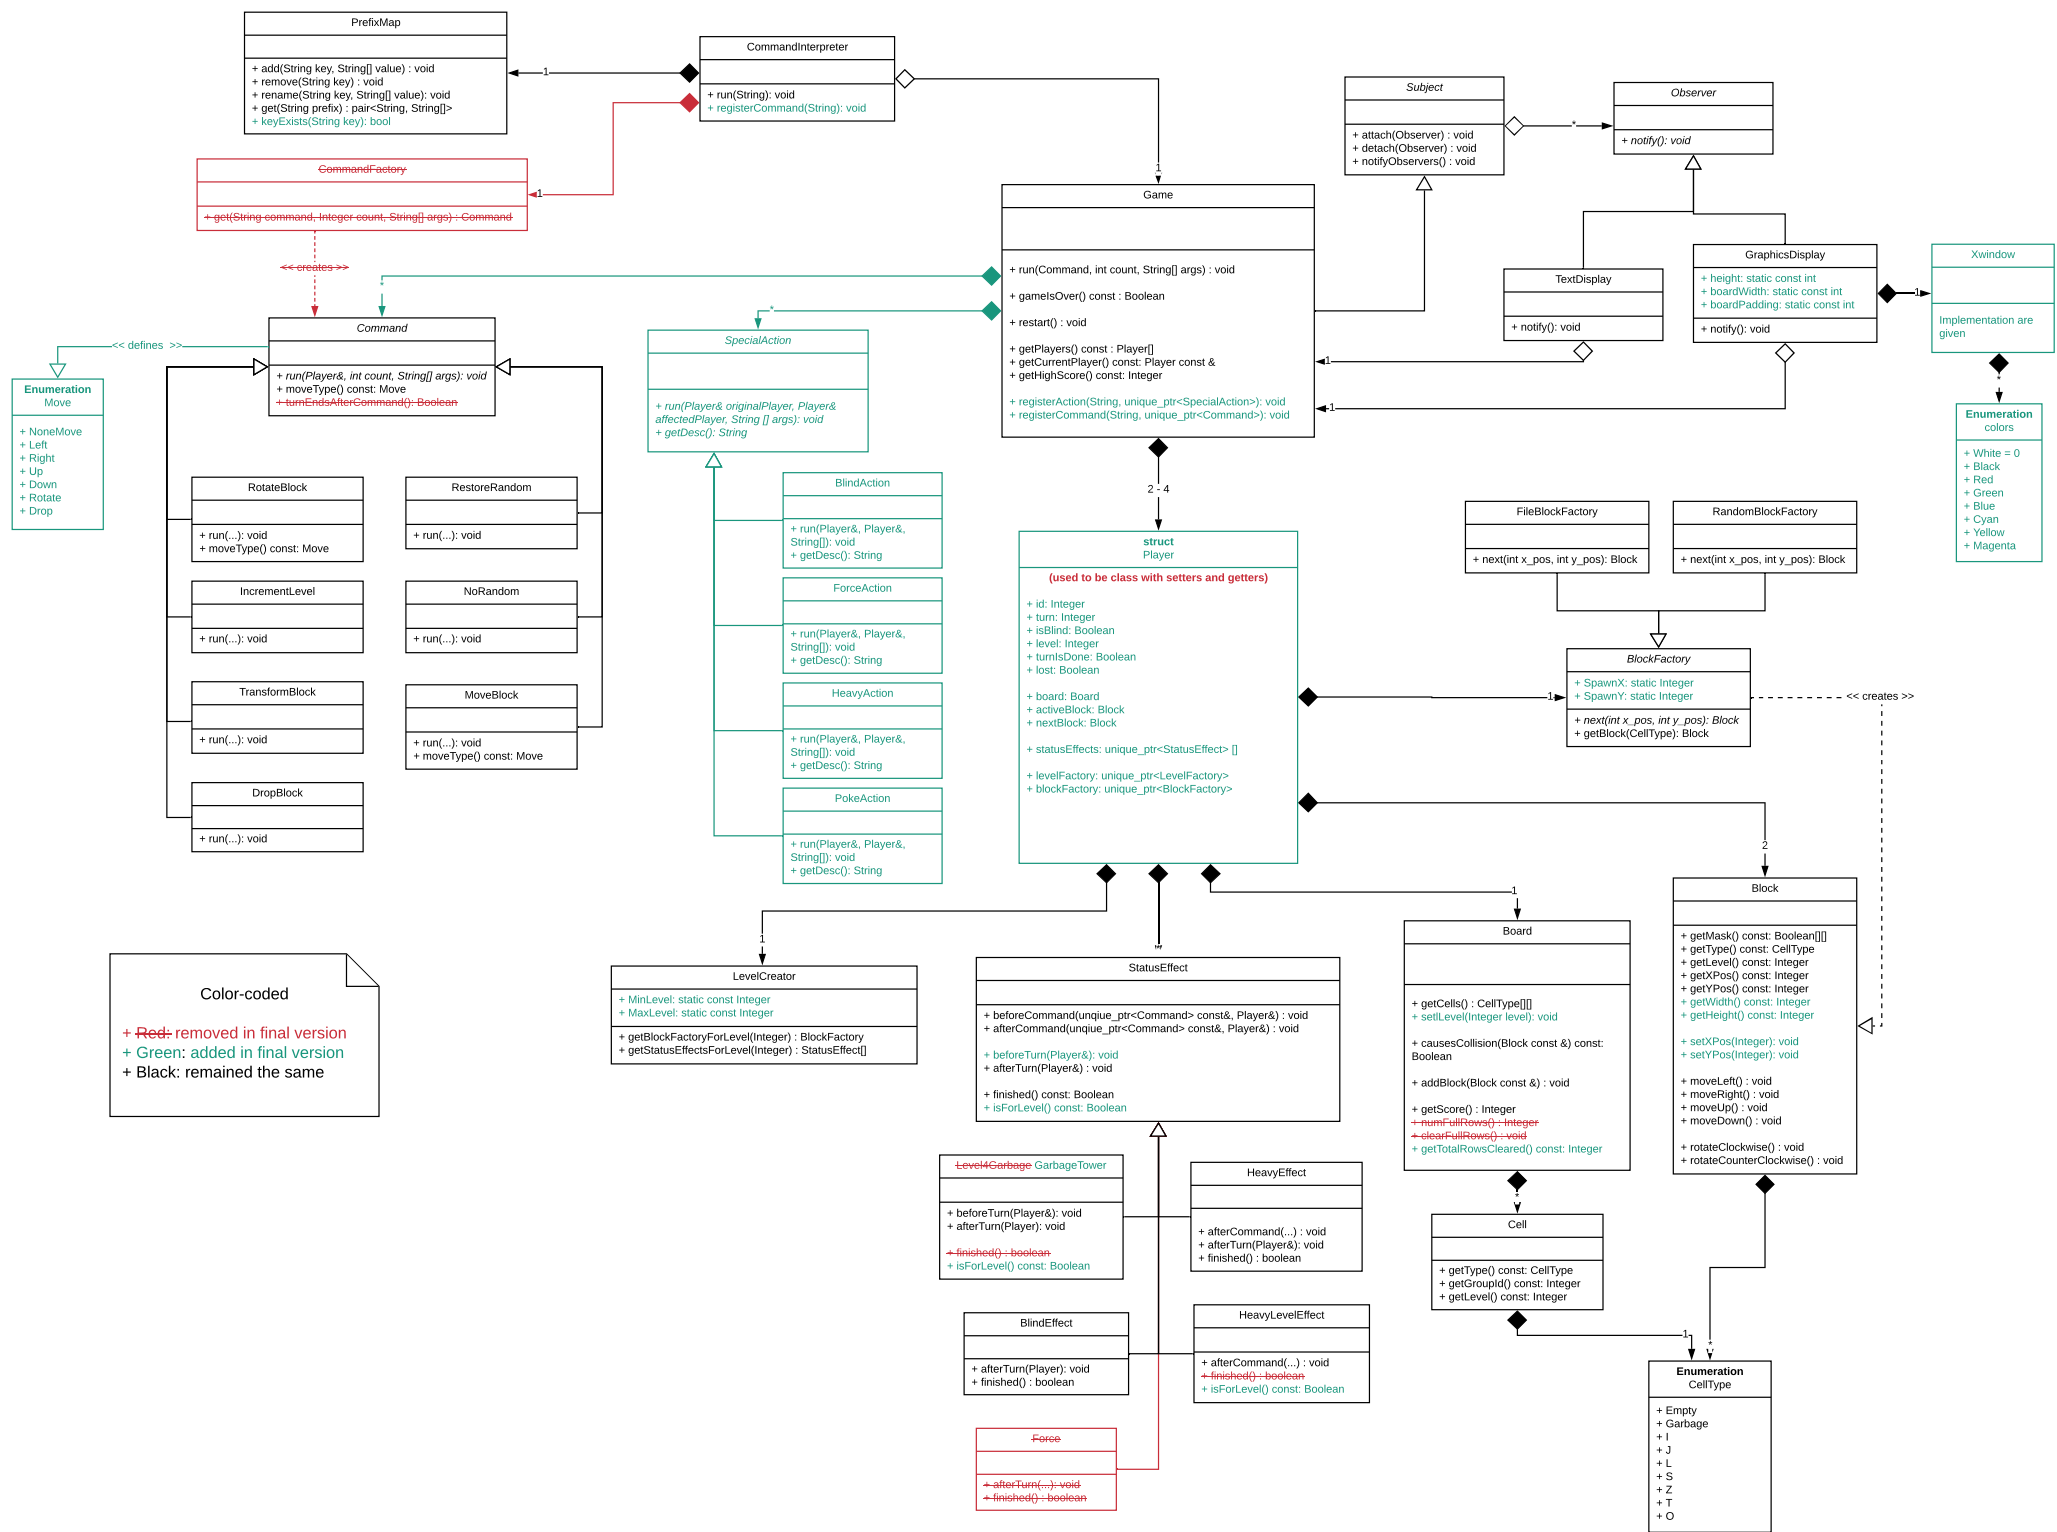 PrefixMap
+ add(String key, String[] value) : void
+ remove(String key) : void
+ rename(String key, String[] value): void
+ get(String prefix) : pair<String, String[]>
+ keyExists(String key): bool
CommandInterpreter
+ run(String): void
+ registerCommand(String): void
1
1
CommandFactory
+ get(String command, Integer count, String[] args) : Command
1
<< creates >>
Subject
+ attach(Observer) : void
+ detach(Observer) : void
+ notifyObservers() : void
*
Observer
+ notify(): void
Game
+ run(Command, int count, String[] args) : void
+ gameIsOver() const : Boolean
+ restart() : void
+ getPlayers() const : Player[]
+ getCurrentPlayer() const: Player const &
+ getHighScore() const: Integer
+ registerAction(String, unique_ptr<SpecialAction>): void
+ registerCommand(String, unique_ptr<Command>): void
*
*
1
1
TextDisplay
+ notify(): void
GraphicsDisplay
+ height: static const int
+ boardWidth: static const int
+ boardPadding: static const int
+ notify(): void
1
Xwindow
Implementation are
given
*
Enumeration
colors
+ White = 0
+ Black
+ Red
+ Green
+ Blue
+ Cyan
+ Yellow
+ Magenta
Command
+ run(Player&, int count, String[] args): void
+ moveType() const: Move
+ turnEndsAfterCommand(): Boolean
<< defines >>
Enumeration
Move
+ NoneMove
+ Left
+ Right
+ Up
+ Down
+ Rotate
+ Drop
SpecialAction
+ run(Player& originalPlayer, Player&
affectedPlayer, String [] args): void
+ getDesc(): String
RotateBlock
+ run(...): void
+ moveType() const: Move
RestoreRandom
+ run(...): void
IncrementLevel
+ run(...): void
NoRandom
+ run(...): void
TransformBlock
+ run(...): void
MoveBlock
+ run(...): void
+ moveType() const: Move
DropBlock
+ run(...): void
BlindAction
+ run(Player&, Player&,
String[]): void
+ getDesc(): String
ForceAction
+ run(Player&, Player&,
String[]): void
+ getDesc(): String
HeavyAction
+ run(Player&, Player&,
String[]): void
+ getDesc(): String
PokeAction
+ run(Player&, Player&,
String[]): void
+ getDesc(): String
2 - 4
struct
Player
(used to be class with setters and getters)
+ id: Integer
+ turn: Integer
+ isBlind: Boolean
+ level: Integer
+ turnIsDone: Boolean
+ lost: Boolean
+ board: Board
+ activeBlock: Block
+ nextBlock: Block
+ statusEffects: unique_ptr<StatusEffect> []
+ levelFactory: unique_ptr<LevelFactory>
+ blockFactory: unique_ptr<BlockFactory>
FileBlockFactory
+ next(int x_pos, int y_pos): Block
RandomBlockFactory
+ next(int x_pos, int y_pos): Block
BlockFactory
+ SpawnX: static Integer
+ SpawnY: static Integer
+ next(int x_pos, int y_pos): Block
+ getBlock(CellType): Block
1
<< creates >>
2
1
1
**
Block
+ getMask() const: Boolean[][]
+ getType() const: CellType
+ getLevel() const: Integer
+ getXPos() const: Integer
+ getYPos() const: Integer
+ getWidth() const: Integer
+ getHeight() const: Integer
+ setXPos(Integer): void
+ setYPos(Integer): void
+ moveLeft() : void
+ moveRight() : void
+ moveUp() : void
+ moveDown() : void
+ rotateClockwise() : void
+ rotateCounterClockwise() : void
Board
+ getCells() : CellType[][]
+ setlLevel(Integer level): void
+ causesCollision(Block const &) const:
Boolean
+ addBlock(Block const &) : void
+ getScore() : Integer
+ numFullRows() : Integer
+ clearFullRows() : void
+ getTotalRowsCleared() const: Integer
*
Cell
+ getType() const: CellType
+ getGroupId() const: Integer
+ getLevel() const: Integer
1
*
Enumeration
CellType
+ Empty
+ Garbage
+ I
+ J
+ L
+ S
+ Z
+ T
+ O
LevelCreator
+ MinLevel: static const Integer
+ MaxLevel: static const Integer
+ getBlockFactoryForLevel(Integer) : BlockFactory
+ getStatusEffectsForLevel(Integer) : StatusEffect[]
StatusEffect
+ beforeCommand(unqiue_ptr<Command> const&, Player&) : void
+ afterCommand(unqiue_ptr<Command> const&, Player&) : void
+ beforeTurn(Player&): void
+ afterTurn(Player&) : void
+ finished() const: Boolean
+ isForLevel() const: Boolean
Level4Garbage GarbageTower
+ beforeTurn(Player&): void
+ afterTurn(Player): void
+ finished() : boolean
+ isForLevel() const: Boolean
HeavyEffect
+ afterCommand(...) : void
+ afterTurn(Player&): void
+ finished() : boolean
BlindEffect
+ afterTurn(Player): void
+ finished() : boolean
HeavyLevelEffect
+ afterCommand(...) : void
+ finished() : boolean
+ isForLevel() const: Boolean
Force
+ afterTurn(...): void
+ finished() : boolean
Color-coded
+ Red: removed in final version
+ Green: added in final version
+ Black: remained the same